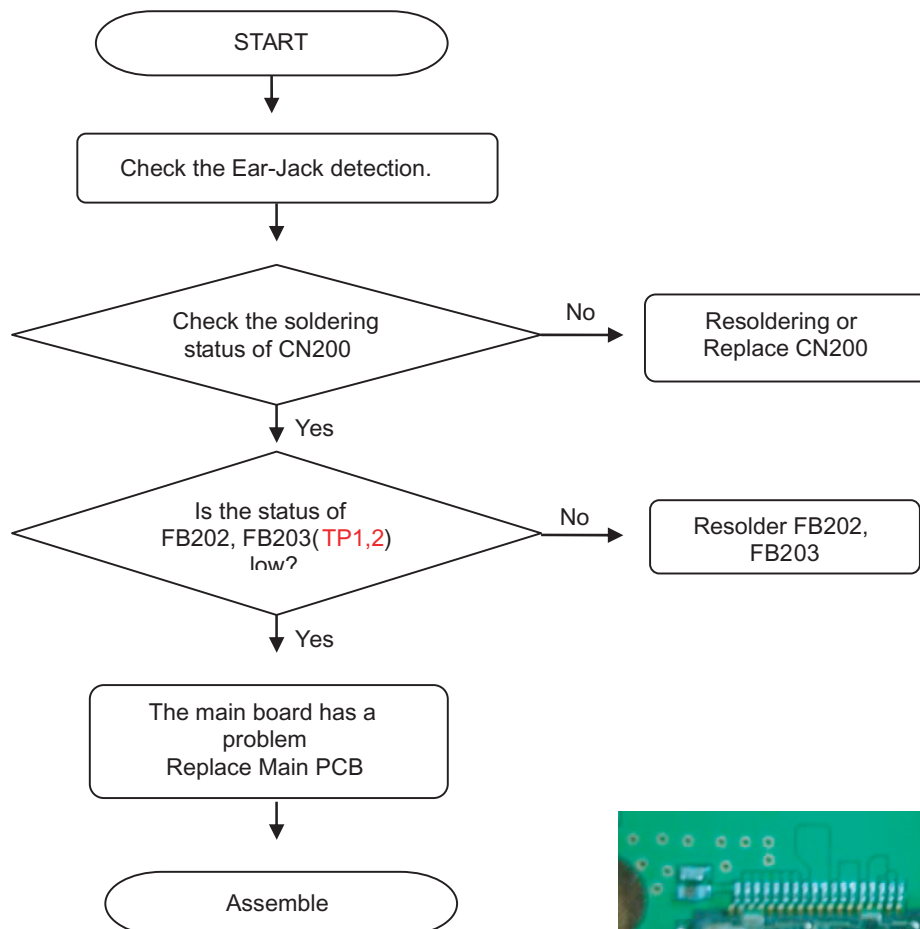 START
Check the Ear-Jack detection.
Check the soldering
status of CN200
No
Resoldering or
Replace CN200
Yes
Is the status of
FB202, FB203(TP1,2)
low?
No
Resolder FB202,
FB203
Yes
The main board has a
problem
Replace Main PCB
Assemble